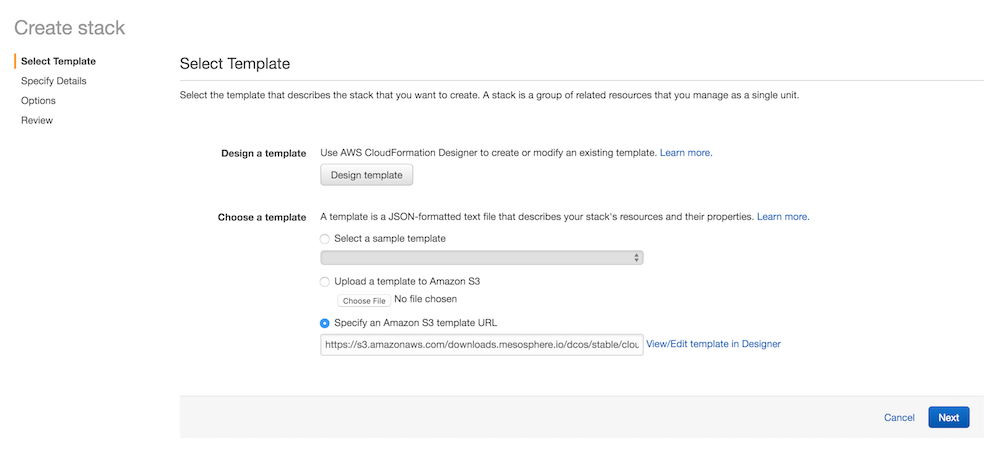 Create stack
Select Template
Specify Details
Options
Review
Select Template
Select the template that describes the stack that you want to create. A stack is a group of related resources that you manage as a single unit.
Design a template
Use AWS CloudFormation Designer to create or modify an existing template. Learn more.
Design template
Choose a template
A template is a JSON-formatted text file that describes your stack's resources and their properties. Learn more.
Select a sample template
Upload a template to Amazon S3
Choose File No file chosen
Specify an Amazon S3 template URL
https://s3.amazonaws.com/downloads.mesosphere.io/dcos/stable/clou View/Edit template in Designer
Cancel Next